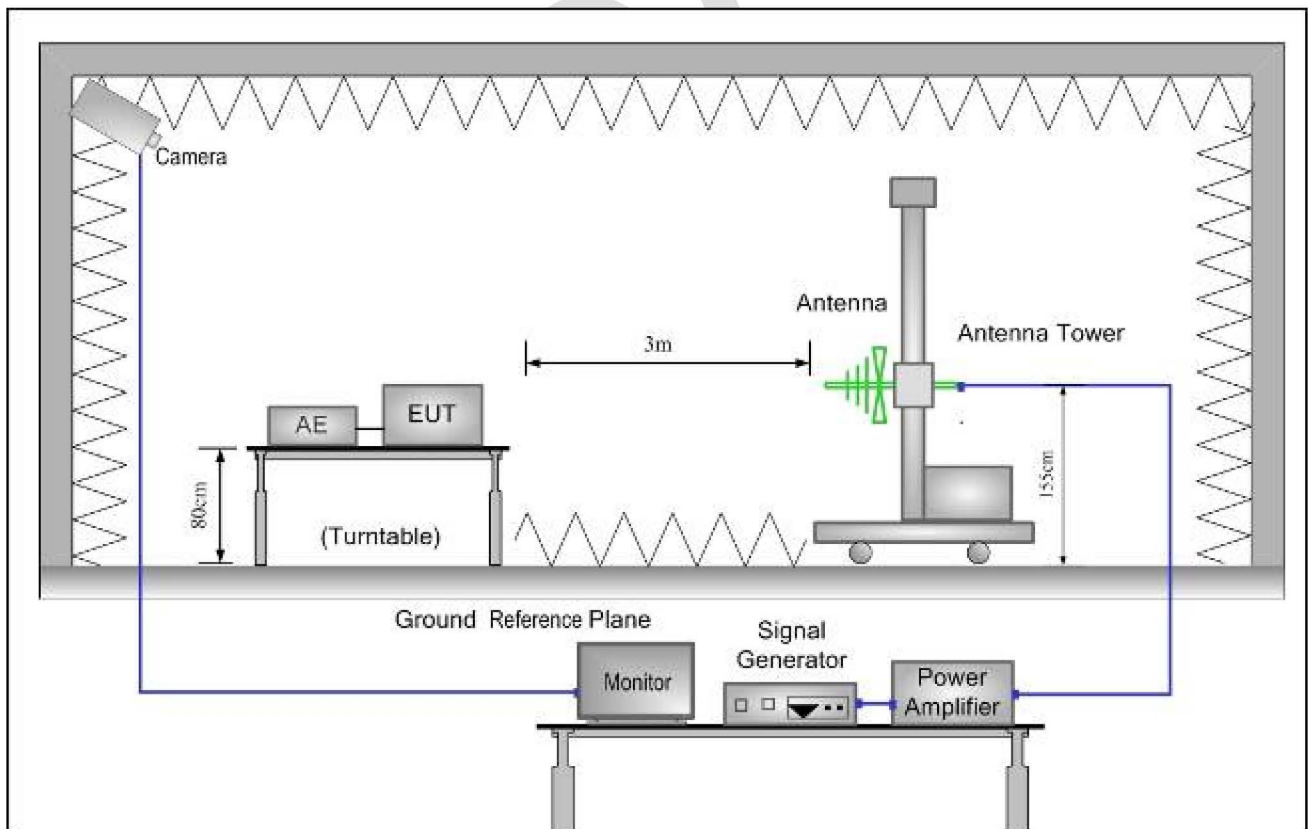 Camera
Antenna
Antenna Tower
3m
AE
EUT
80cm
(Turntable)
155cm
Ground Reference Plane
Signal
Generator
Monitor
Power
Amplifier